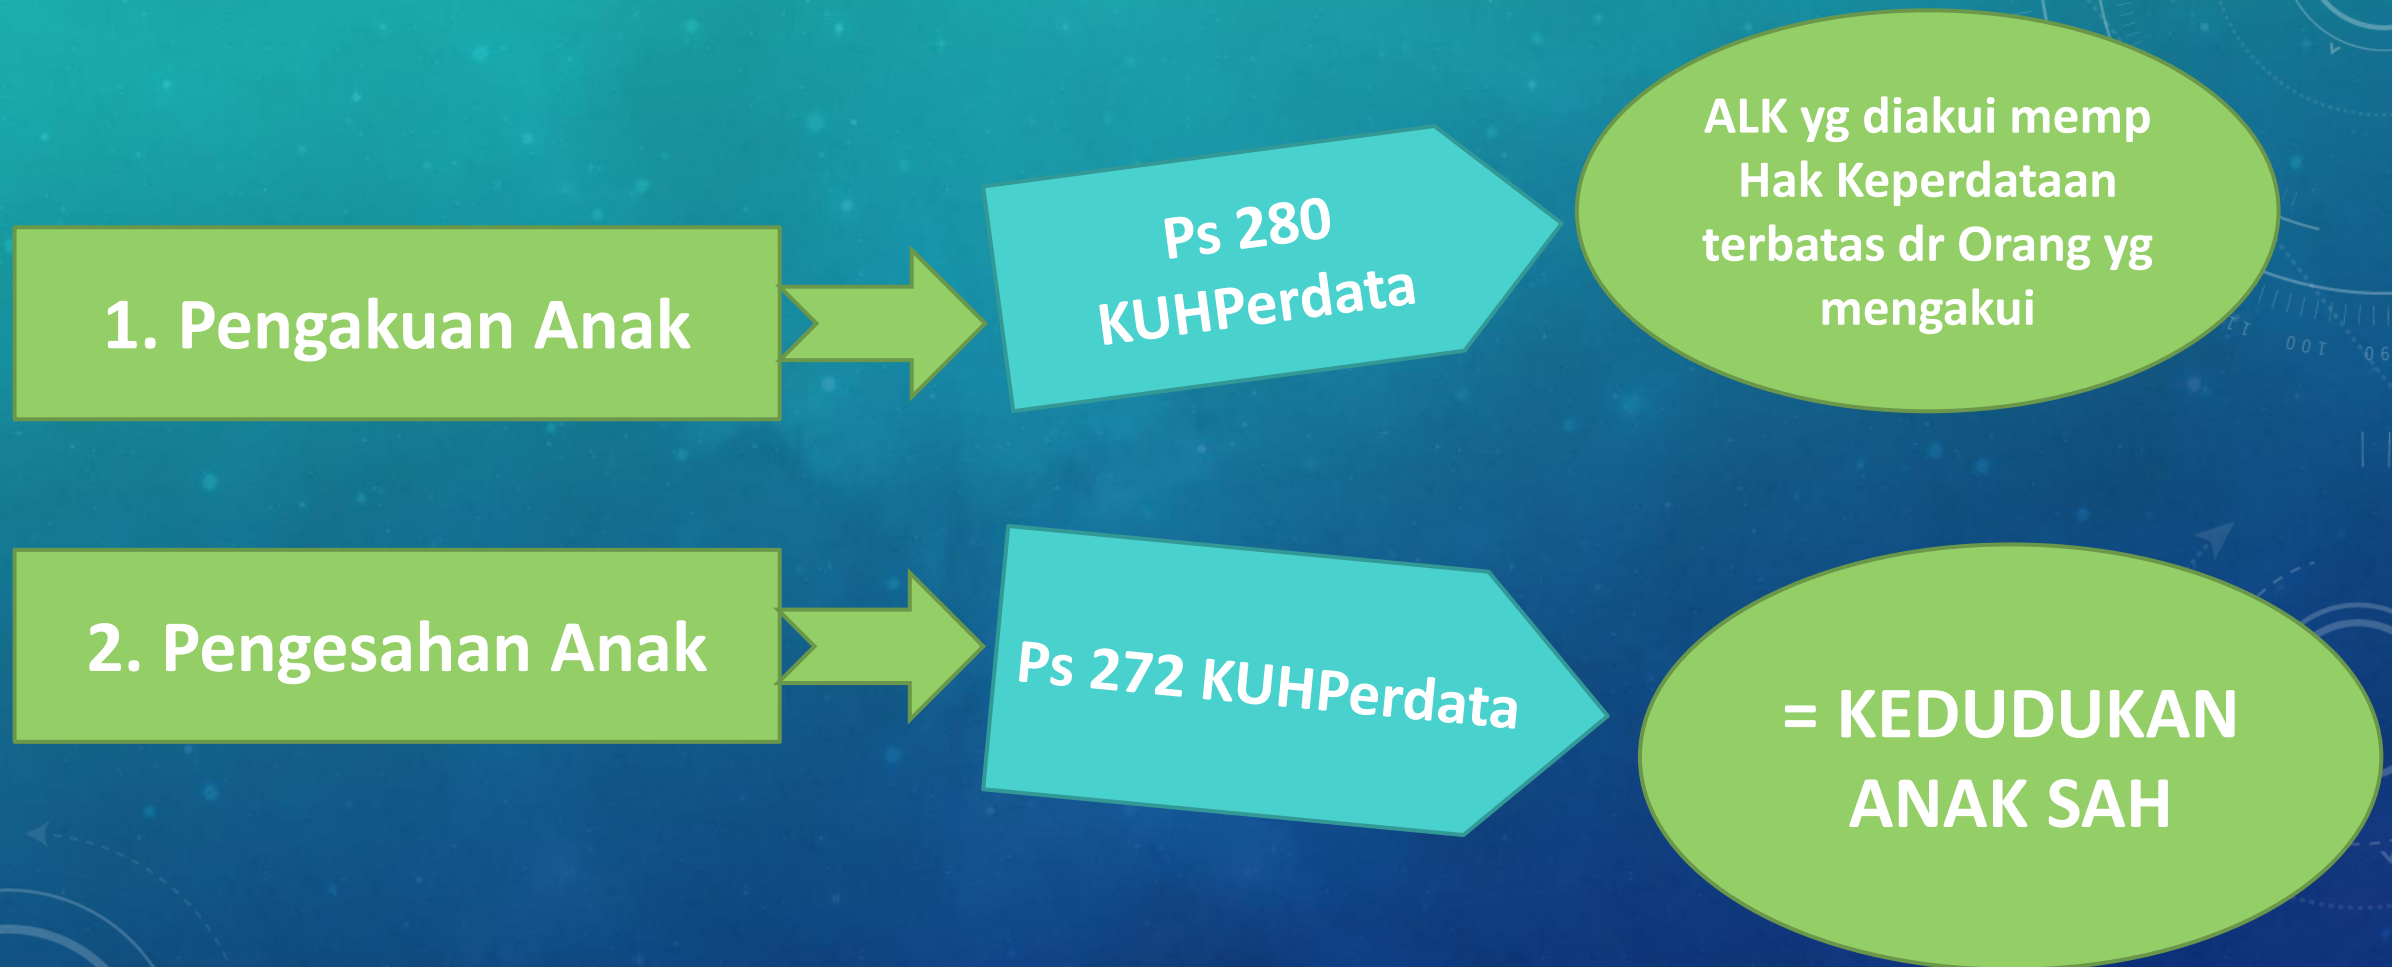 1. Pengakuan Anak
Ps 280
KUHPerdata
ALK yg diakui memp
Hak Keperdataan
terbatas dr Orang yg
mengakui
2. Pengesahan Anak
Ps 272 KUHPerdata
= KEDUDUKAN
ANAK SAH